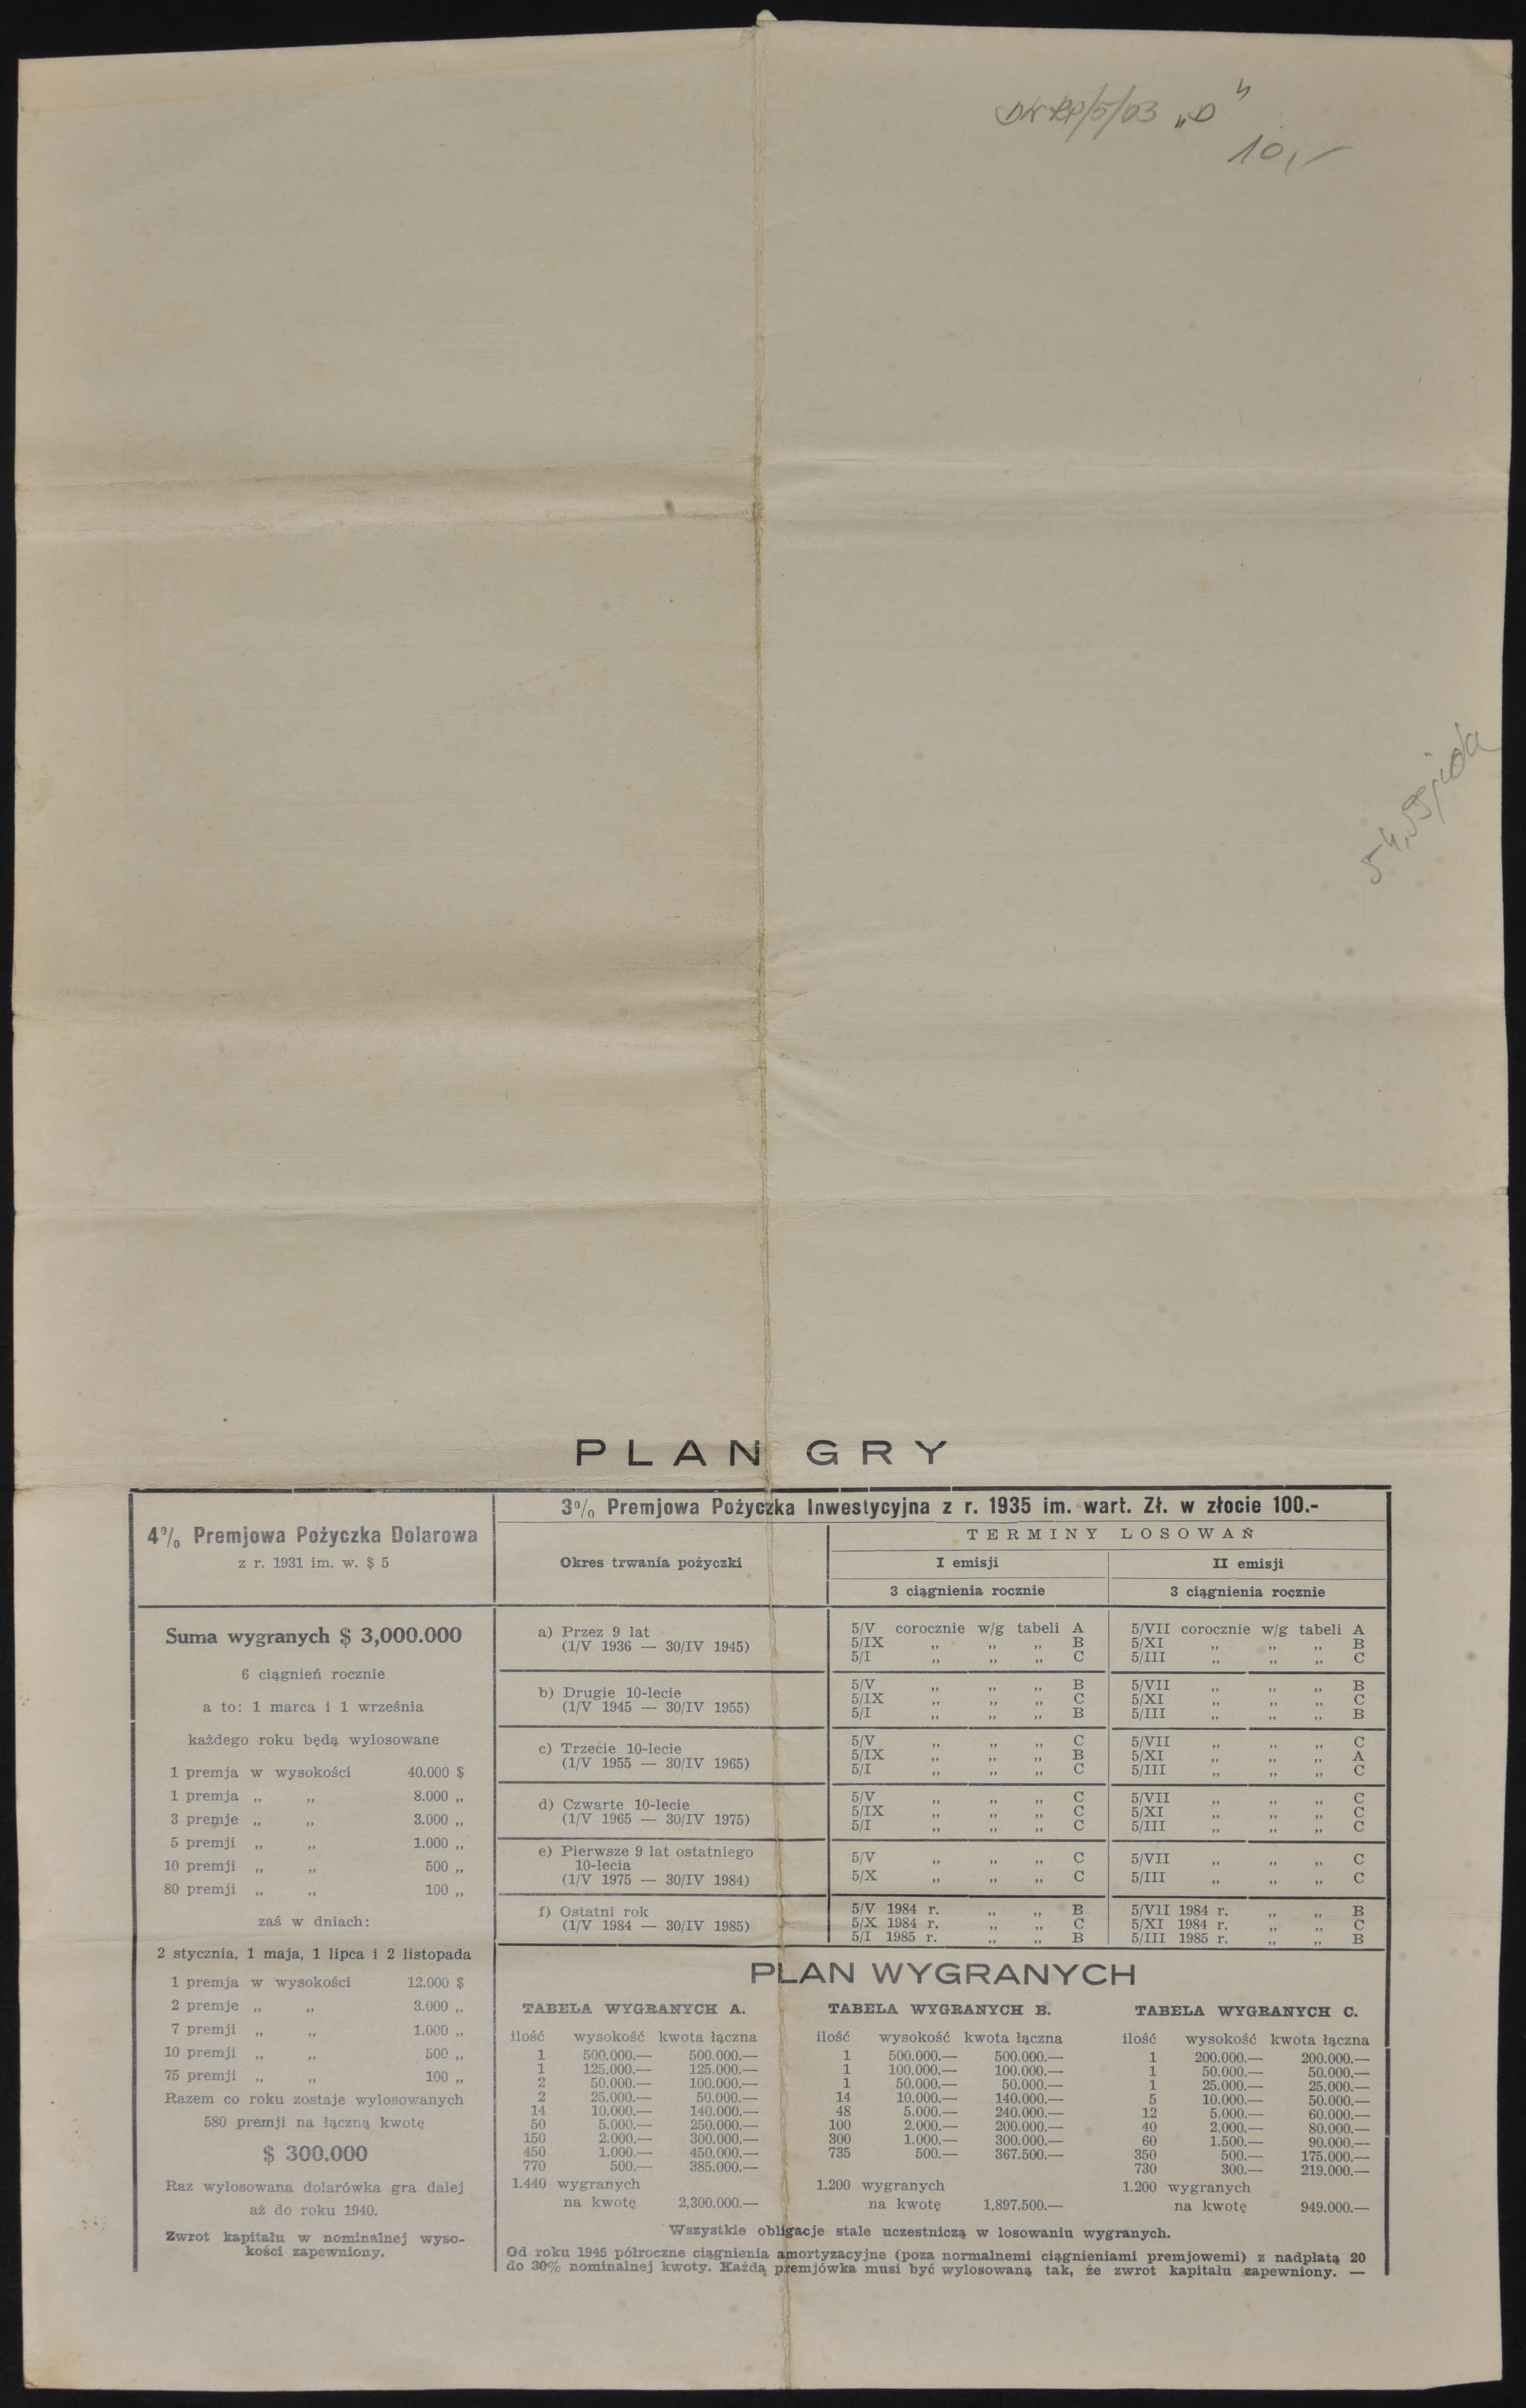 10,-
PLAN GRY
4% Premjowa Pożyczka Dolarowa
z r. 1931 im. w. $ 5
Suma wygranych $ 3,000.000
6 ciągnień rocznie
a to: 1 marca i 1 września
każdego roku będą wylosowane
1 premja w wysokości 40.000 $
1 premja „ „ 8.000 „
3 premje „ „ 3.000 „
5 premji „ „ 1.000 „
10 premji „ „ 500 „
80 premji „ „ 100 „
zaś w dniach:
2 stycznia, 1 maja, 1 lipca i 2 listopada
1 premja w wysokości 12.000 $
2 premje „ „ 3.000 „
7 premji „ „ 1.000 „
10 premji „ „ 500 „
75 premji „ „ 100 „
Razem co roku zostaje wylosowanych
580 premji na łączną kwotę
$ 300.000
Raz wylosowana dolarówka gra dalej
aż do roku 1940.
Zwrot kapitału w nominalnej wyso-
kości zapewniony.
3% Premjowa Pożyczka Inwestycyjna z r. 1935 im. wart. Zł. w złocie 100.-
Okres trwania pożyczki
TERMINY LOSOWAŃ
I emisji II emisji
3 ciągnienia rocznie 3 ciągnienia rocznie
a) Przez 9 lat
(1/V 1936 — 30/IV 1945)
5/V corocznie w/g tabeli A 5/VII corocznie w/g tabeli A
5/IX „ „ „ B 5/XI „ „ „ B
5/I „ „ „ C 5/III „ „ „ C
b) Drugie 10-lecie
(1/V 1945 — 30/IV 1955)
5/V „ „ „ B 5/VII „ „ „ B
5/IX „ „ „ C 5/XI „ „ „ C
5/I „ „ „ B 5/III „ „ „ B
c) Trzecie 10-lecie
(1/V 1955 — 30/IV 1965)
5/V „ „ „ C 5/VII „ „ „ C
5/IX „ „ „ B 5/XI „ „ „ A
5/I „ „ „ C 5/III „ „ „ C
d) Czwarte 10-lecie
(1/V 1965 — 30/IV 1975)
5/V „ „ „ C 5/VII „ „ „ C
5/IX „ „ „ C 5/XI „ „ „ C
5/I „ „ „ C 5/III „ „ „ C
e) Pierwsze 9 lat ostatniego
10-lecia
(1/V 1975 — 30/IV 1984)
5/V „ „ „ C 5/VII „ „ „ C
5/X „ „ „ C 5/III „ „ „ C
f) Ostatni rok
(1/V 1984 — 30/IV 1985)
5/V 1984 r. „ „ B 5/VII 1984 r. „ „ B
5/X 1984 r. „ „ C 5/XI 1984 r. „ „ C
5/I 1985 r. „ „ B 5/III 1985 r. „ „ B
PLAN WYGRANYCH
TABELA WYGRANYCH A.
ilość wysokość kwota łączna
1 500.000.— 500.000.—
1 125.000.— 125.000.—
2 50.000.— 100.000.—
2 25.000.— 50.000.—
14 10.000.— 140.000.—
50 5.000.— 250.000.—
150 2.000.— 300.000.—
450 1.000.— 450.000.—
770 500.— 385.000.—
1.440 wygranych
na kwotę 2,300.000.—
TABELA WYGRANYCH B.
ilość wysokość kwota łączna
1 500.000.— 500.000.—
1 100.000.— 100.000.—
1 50.000.— 50.000.—
14 10.000.— 140.000.—
48 5.000.— 240.000.—
100 2.000.— 200.000.—
300 1.000.— 300.000.—
735 500.— 367.500.—
1.200 wygranych
na kwotę 1,897.500.—
TABELA WYGRANYCH C.
ilość wysokość kwota łączna
1 200.000.— 200.000.—
1 50.000.— 50.000.—
1 25.000.— 25.000.—
5 10.000.— 50.000.—
12 5.000.— 60.000.—
40 2.000.— 80.000.—
60 1.500.— 90.000.—
350 500.— 175.000.—
730 300.— 219.000.—
1.200 wygranych
na kwotę 949.000.—
Wszystkie obligacje stale uczestniczą w losowaniu wygranych.
Od roku 1945 półroczne ciągnienia amortyzacyjne (poza normalnemi ciągnieniami premjowemi) z nadpłatą 20
do 30% nominalnej kwoty. Każda premjówka musi być wylosowaną tak, że zwrot kapitału zapewniony. —